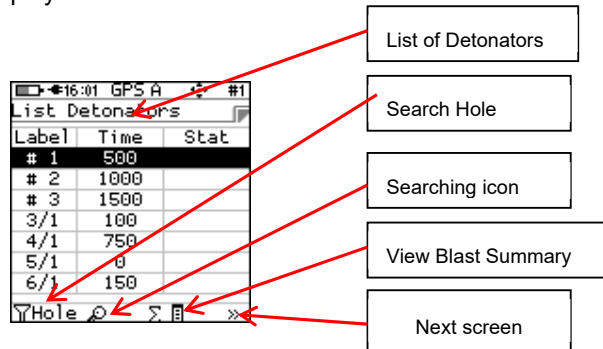 List of Detonators
16:01 GPS A #1
List Detonators
Search Hole
Label Time Stat
# 1 500
# 2 1000
# 3 1500
3/1 100
4/1 750
5/1 0
6/1 150
Searching icon
View Blast Summary
Hole Σ »
Next screen